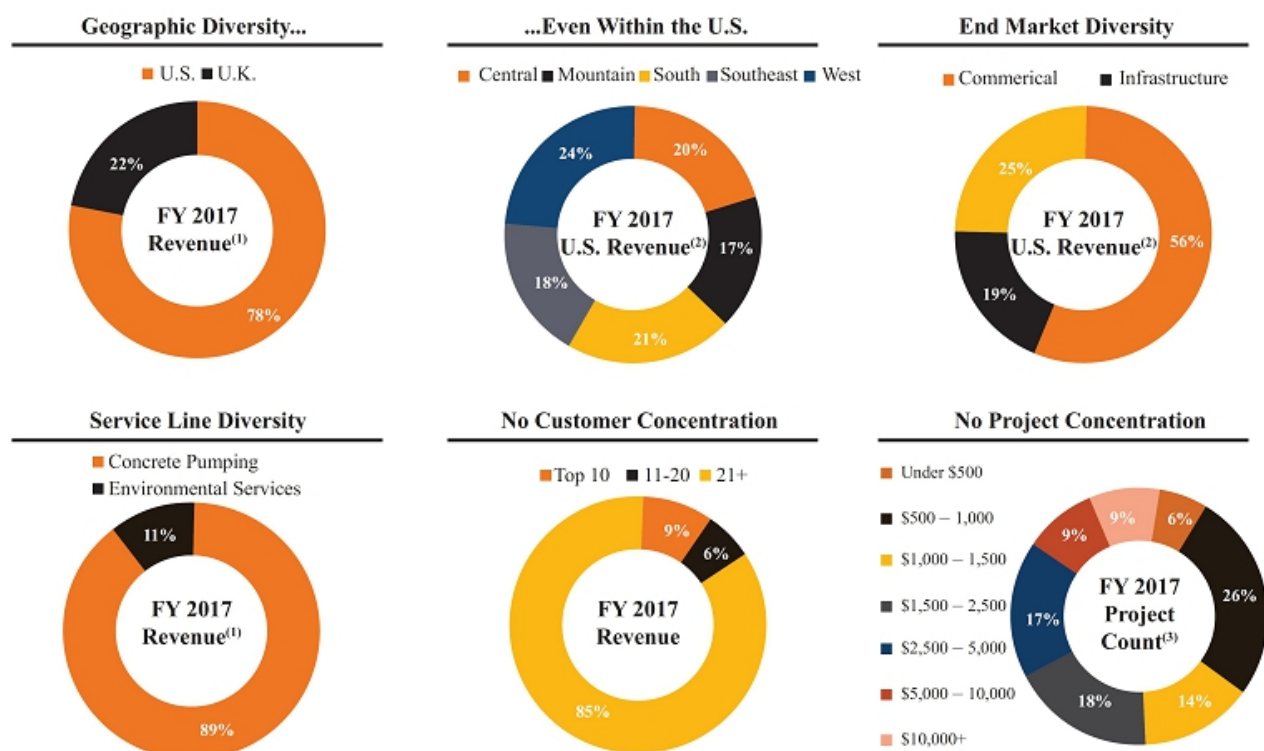 Geographic Diversity...
U.S. U.K.
22%
FY 2017
Revenue(1)
78%
...Even Within the U.S.
Central Mountain South Southeast West
24%
20%
FY 2017
U.S. Revenue(2)
17%
18%
21%
End Market Diversity
Commerical Infrastructure
25%
FY 2017
U.S. Revenue(2)
56%
19%
Service Line Diversity
Concrete Pumping
Environmental Services
11%
FY 2017
Revenue(1)
89%
No Customer Concentration
Top 10 11-20 21+
9%
6%
FY 2017
Revenue
85%
No Project Concentration
Under $500
$500 – 1,000
$1,000 – 1,500
$1,500 – 2,500
$2,500 – 5,000
$5,000 – 10,000
$10,000+
9%
6%
9%
26%
FY 2017
Project
Count(3)
17%
18%
14%